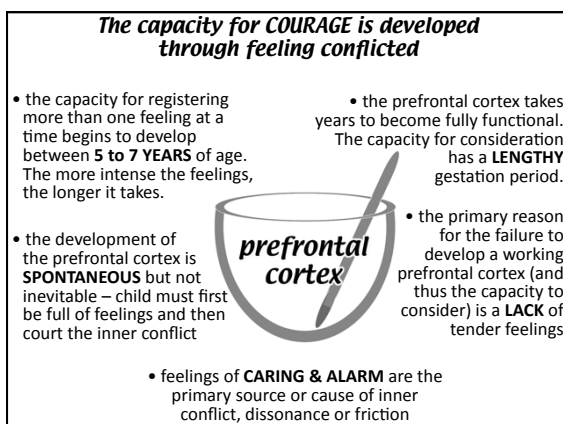 The capacity for COURAGE is developed
through feeling conflicted
• the capacity for registering
more than one feeling at a
time begins to develop
between 5 to 7 YEARS of age.
The more intense the feelings,
the longer it takes.
• the development of
the prefrontal cortex is
SPONTANEOUS but not
inevitable – child must first
be full of feelings and then
court the inner conflict
prefrontal
cortex
• the prefrontal cortex takes
years to become fully functional.
The capacity for consideration
has a LENGTHY
gestation period.
• the primary reason
for the failure to
develop a working
prefrontal cortex (and
thus the capacity to
consider) is a LACK of
tender feelings
• feelings of CARING & ALARM are the
primary source or cause of inner
conflict, dissonance or friction